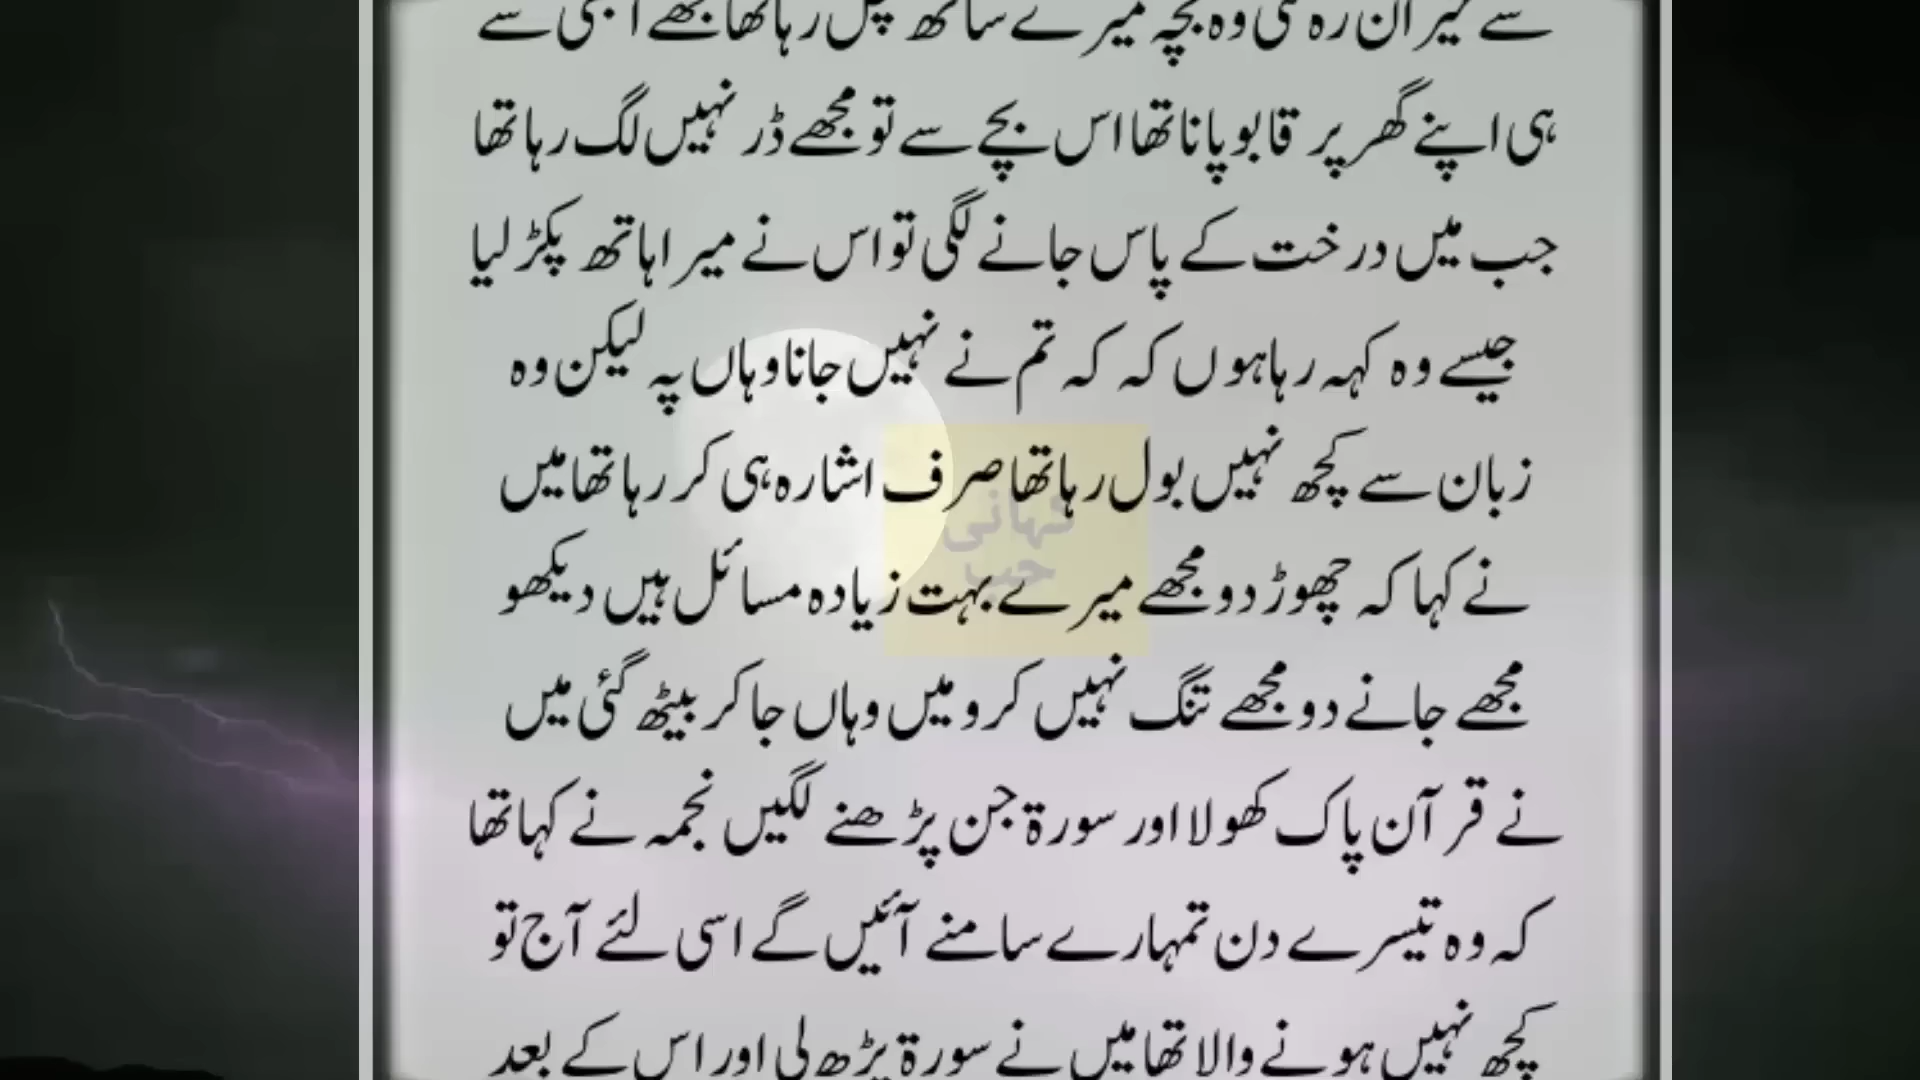 سے حیران رہ گئی وہ بچہ میرے ساتھ چل رہا تھا مجھے ابھی سے
ہی اپنے گھر پر قابو پانا تھا اس بچے سے تو مجھے ڈر نہیں لگ رہا تھا
جب میں درخت کے پاس جانے لگی تو اس نے میرا ہاتھ پکڑ لیا
جیسے وہ کہہ رہا ہوں کہ کہ تم نے نہیں جانا وہاں پہ لیکن وہ
زبان سے کچھ نہیں بول رہا تھا صرف اشارہ ہی کر رہا تھا میں
نے کہا کہ چھوڑ دو مجھے میرے بہت زیادہ مسائل ہیں دیکھو
مجھے جانے دو مجھے تنگ نہیں کرو میں وہاں جا کر بیٹھ گئی میں
نے قرآن پاک کھولا اور سورۃ جن پڑھنے لگیں نجمہ نے کہا تھا
کہ وہ تیسرے دن تمہارے سامنے آئیں گے اسی لئے آج تو
کچھ نہیں ہونے والا تھا میں نے سورۃ پڑھ لی اور اس کے بعد